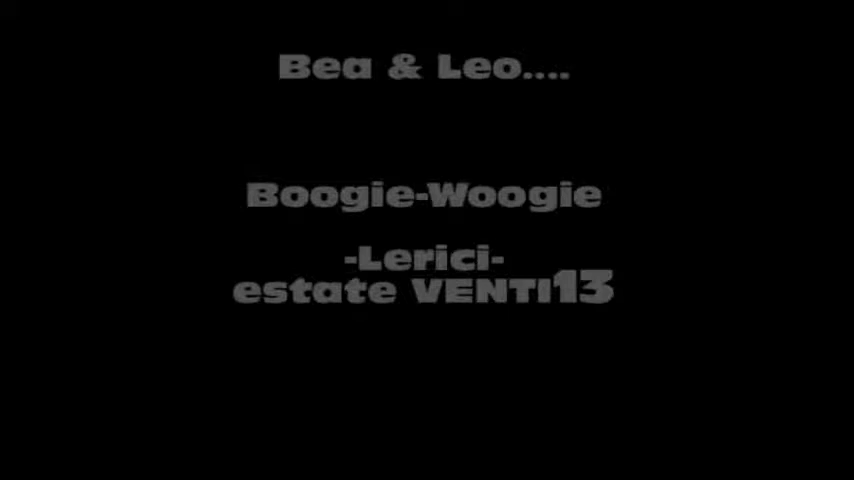 Bea & Leo....
Boogie-Woogie
-Lerici-
estate VENTI13